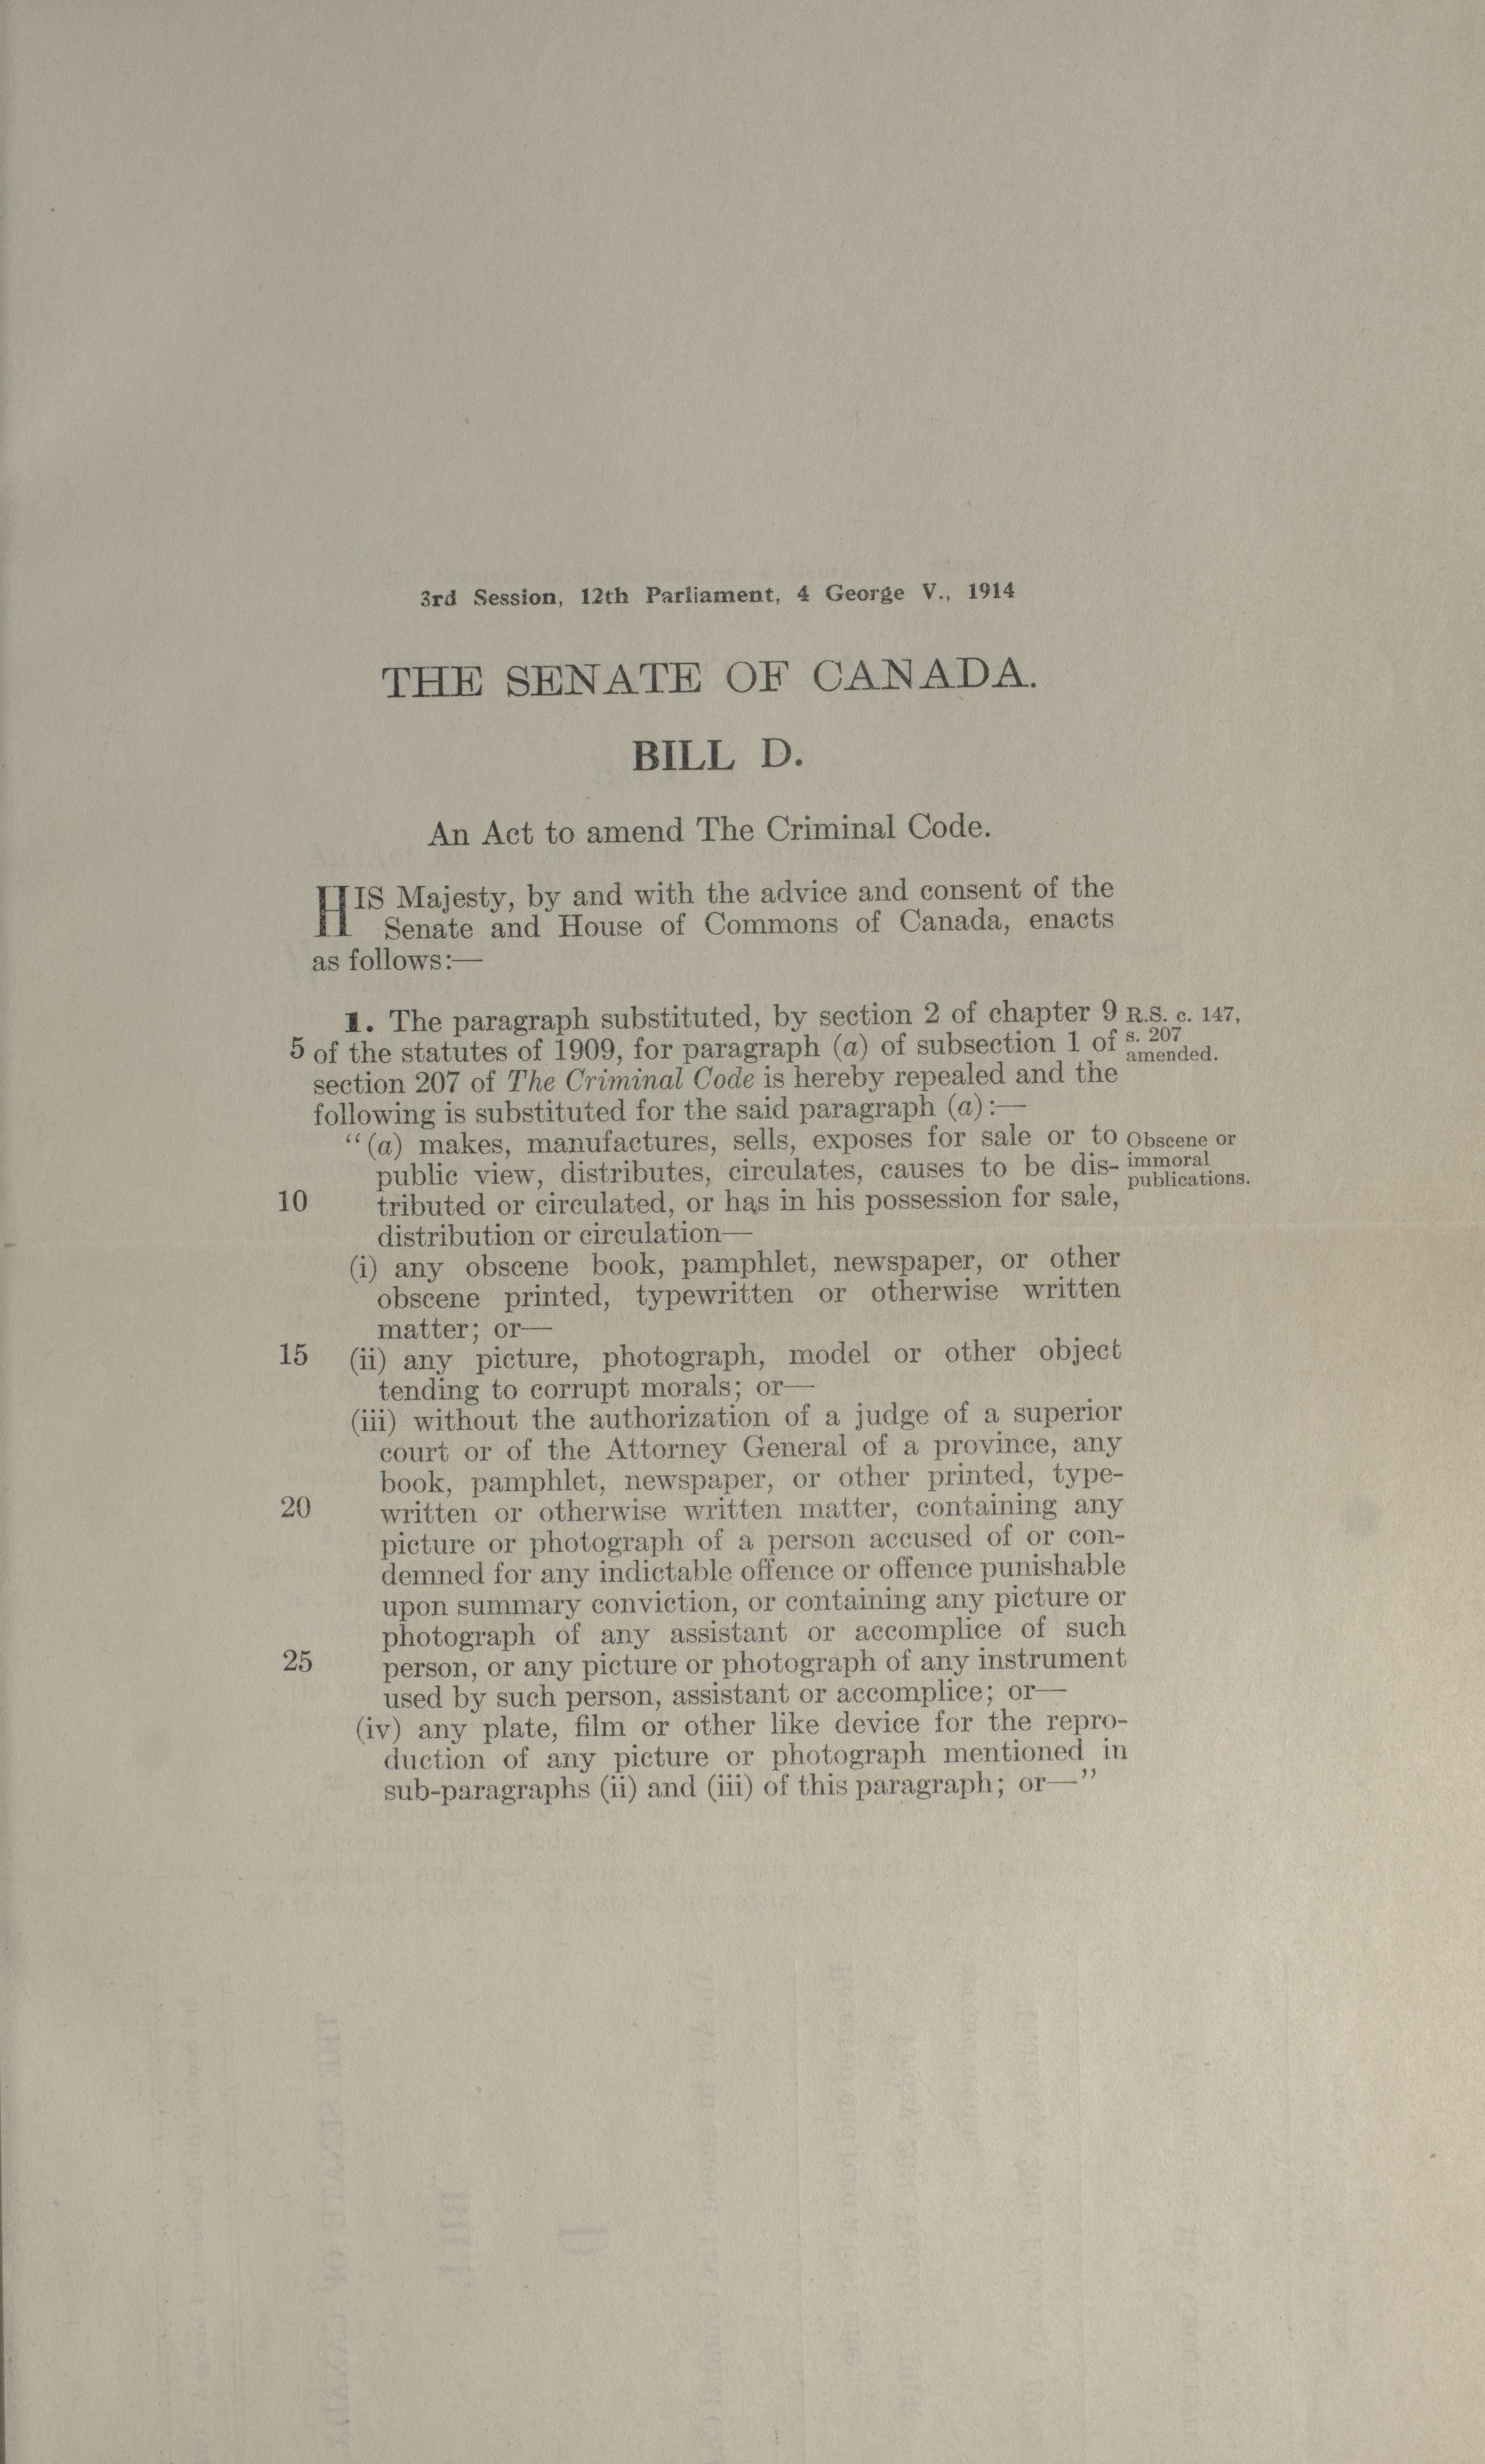 3rd Session, 12th Parliament, 4 George V., 1914
THE SENATE OF CANADA.
BILL D.
An Act to amend The Criminal Code.
HIS Majesty, by and with the advice and consent of the
Senate and House of Commons of Canada, enacts
as follows:—
1. The paragraph substituted, by section 2 of chapter 9 R.S. c. 147,
5 of the statutes of 1909, for paragraph (a) of subsection 1 of s. 207
amended.
section 207 of The Criminal Code is hereby repealed and the
following is substituted for the said paragraph (a):—
"(a) makes, manufactures, sells, exposes for sale or to Obscene or
public view, distributes, circulates, causes to be dis- immoral
publications.
10 tributed or circulated, or has in his possession for sale,
distribution or circulation—
(i) any obscene book, pamphlet, newspaper, or other
obscene printed, typewritten or otherwise written
matter; or—
15 (ii) any picture, photograph, model or other object
tending to corrupt morals; or—
(iii) without the authorization of a judge of a superior
court or of the Attorney General of a province, any
book, pamphlet, newspaper, or other printed, type-
20 written or otherwise written matter, containing any
picture or photograph of a person accused of or con-
demned for any indictable offence or offence punishable
upon summary conviction, or containing any picture or
photograph of any assistant or accomplice of such
25 person, or any picture or photograph of any instrument
used by such person, assistant or accomplice; or—
(iv) any plate, film or other like device for the repro-
duction of any picture or photograph mentioned in
sub-paragraphs (ii) and (iii) of this paragraph; or—"